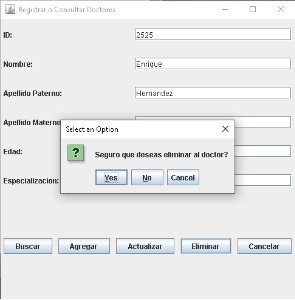 Registrar o Consultar Doctores
ID: 2525
Nombre: Enrique
Apellido Paterno: Hernandez
Apellido Materno
Select an Option
Seguro que deseas eliminar al doctor?
Yes No Cancel
Edad:
Especializacion:
Buscar Agregar Actualizar Eliminar Cancelar